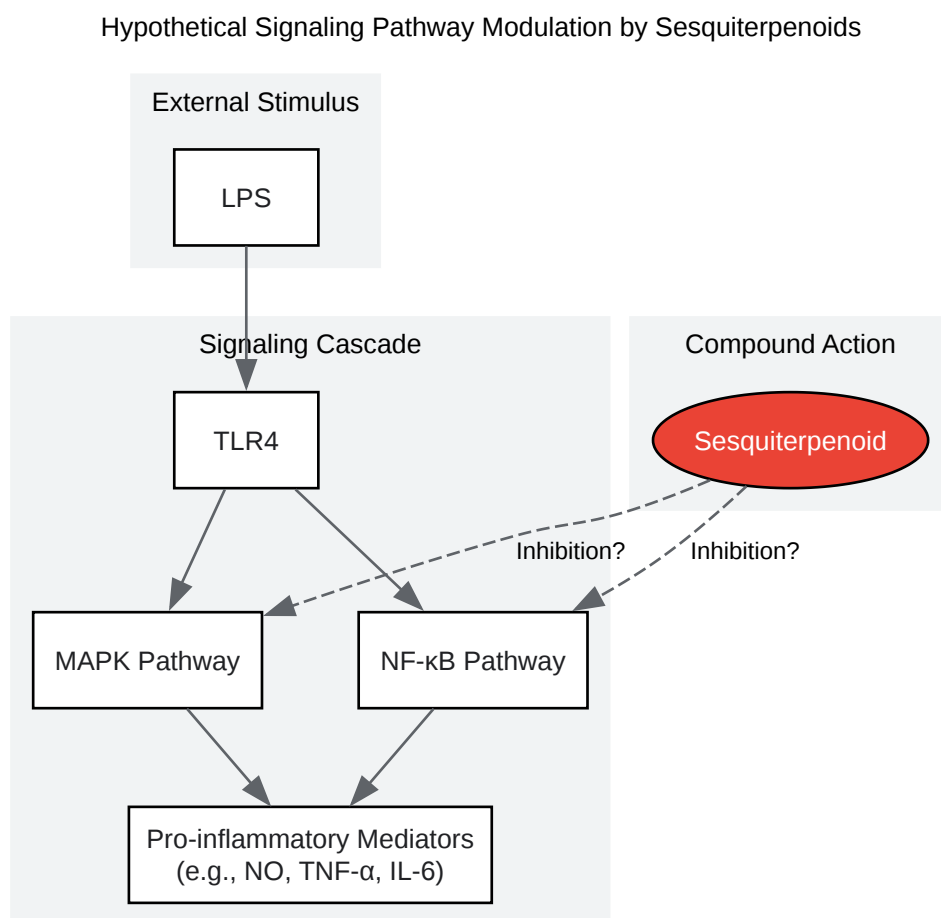 Hypothetical Signaling Pathway Modulation by Sesquiterpenoids
External Stimulus
LPS
Signaling Cascade
Compound Action
TLR4
Sesquiterpenoid
Inhibition?
Inhibition?
MAPK Pathway
NF-κB Pathway
Pro-inflammatory Mediators
(e.g., NO, TNF-α, IL-6)